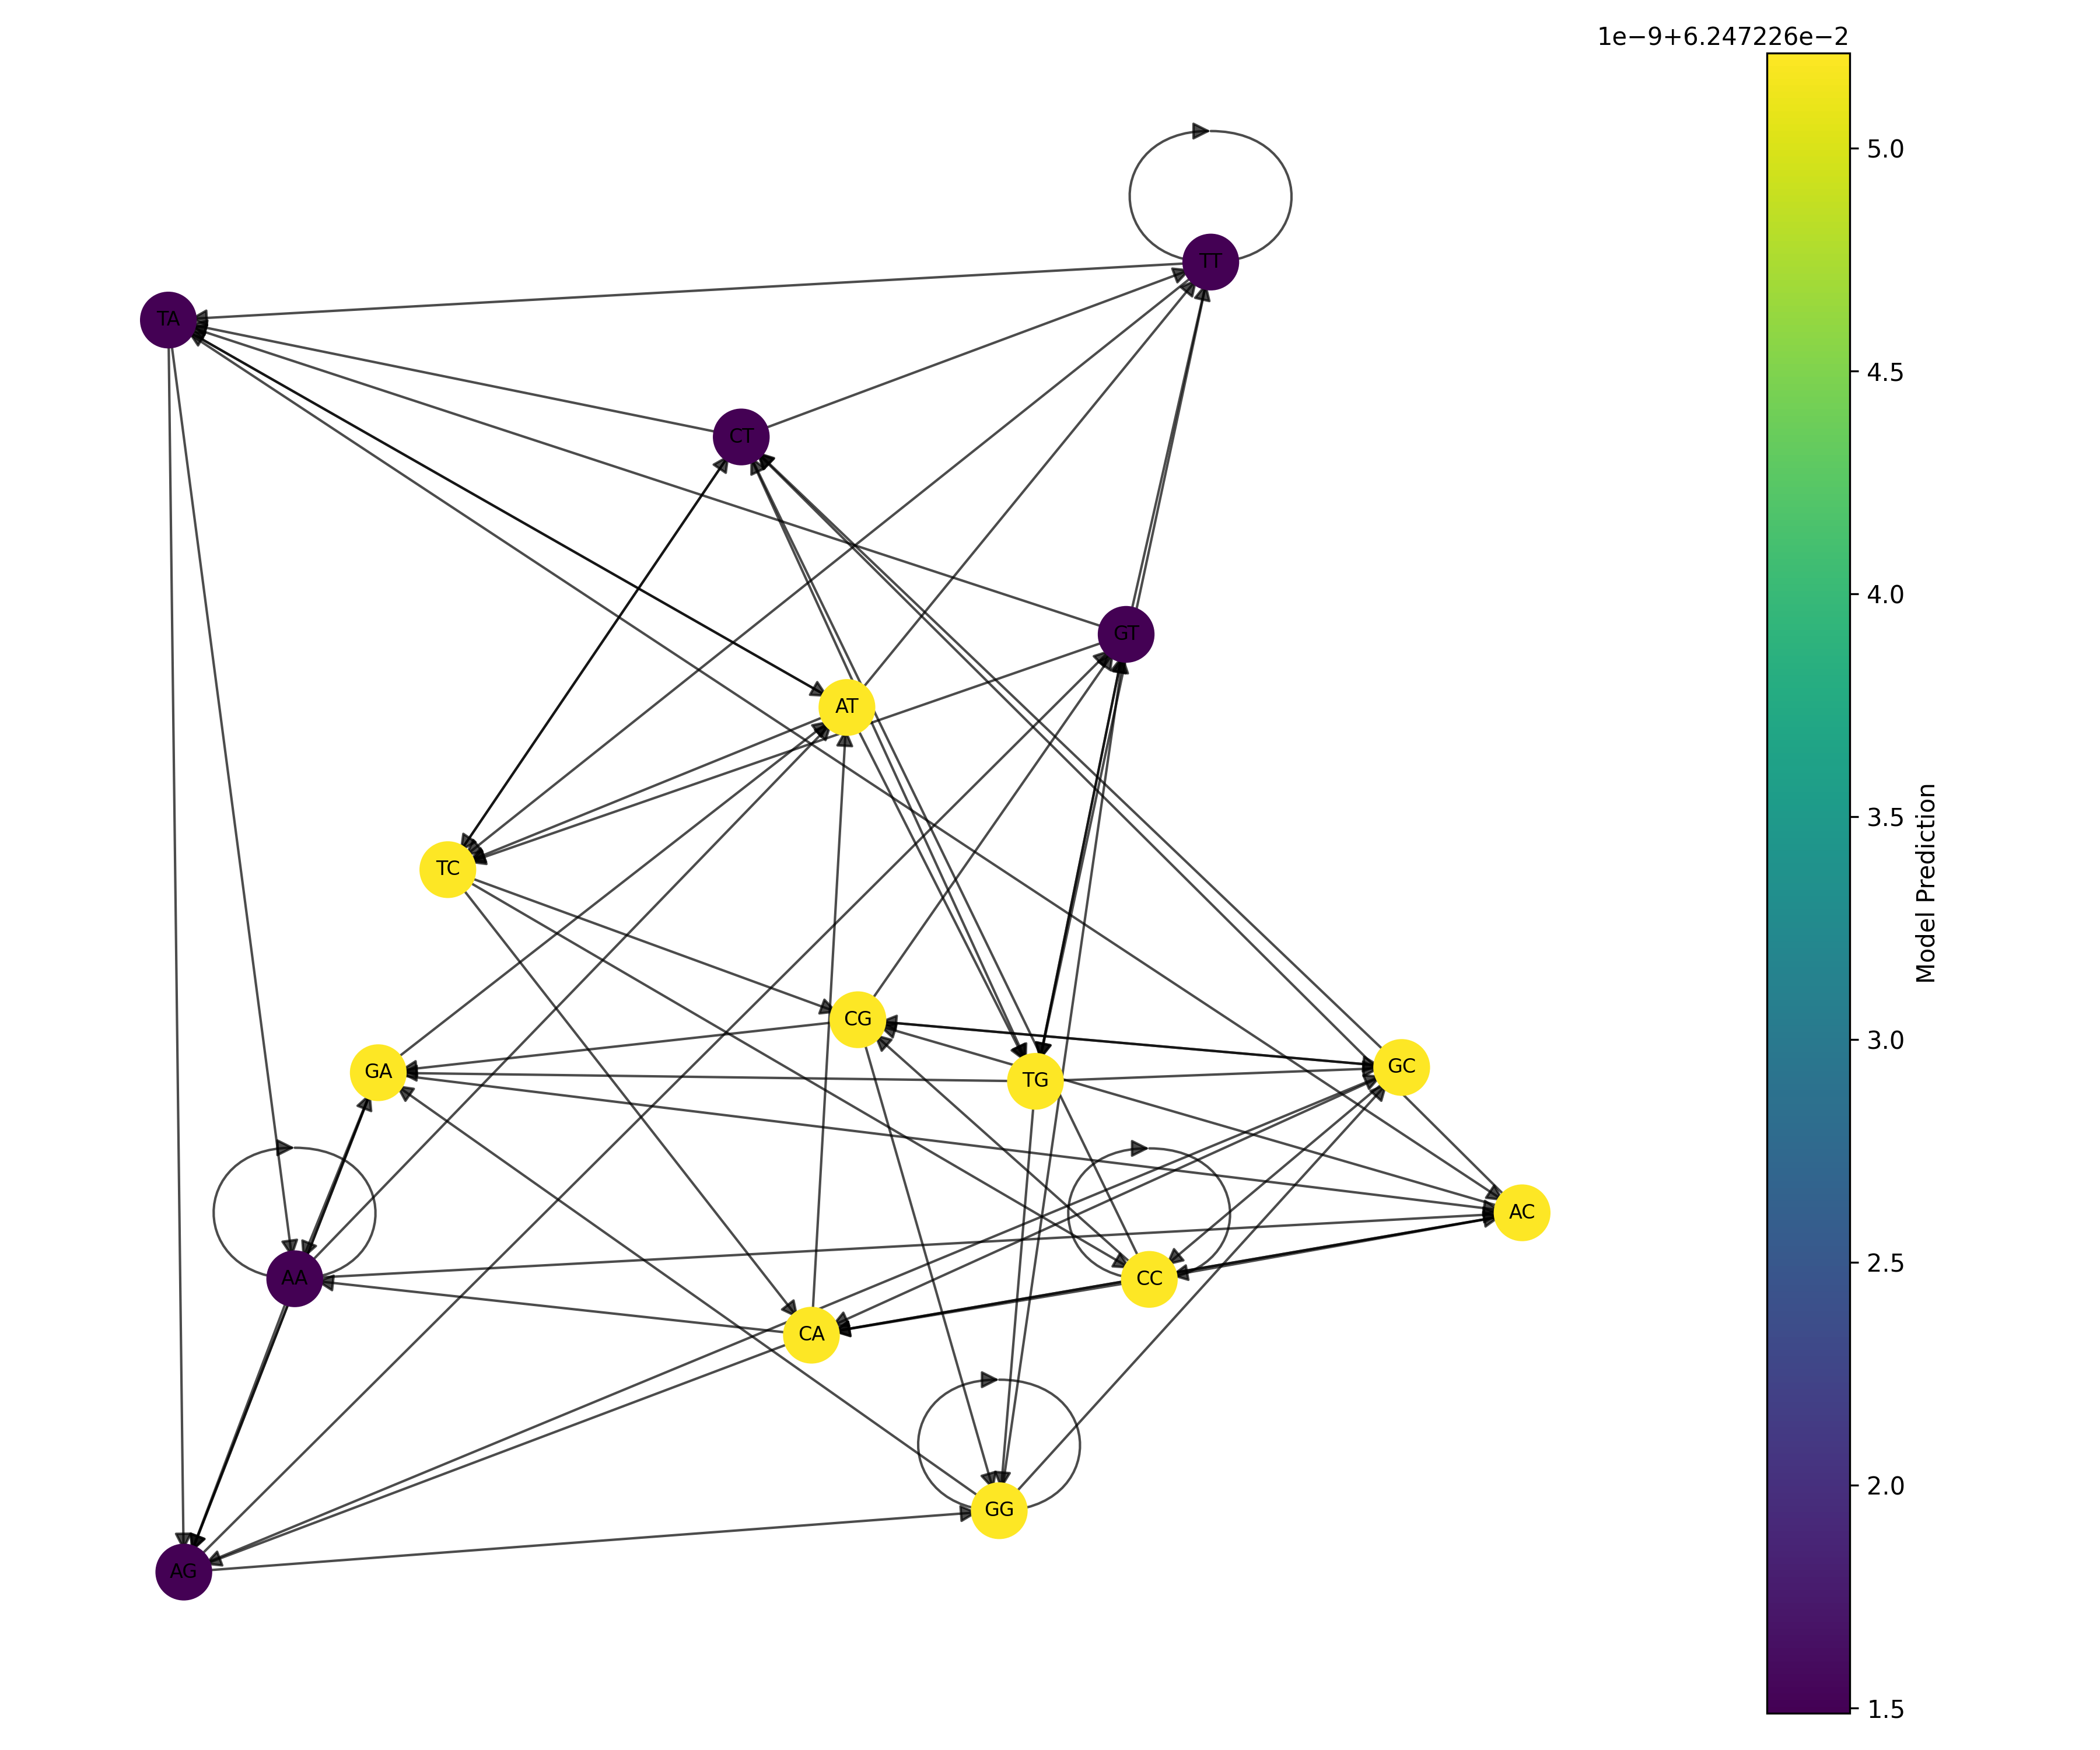 1e−9+6.247226e−2
TT
TA
CT
GT
AT
TC
CG
GC
GA
TG
AC
AA
CC
CA
GG
AG
5.0
4.5
4.0
3.5
3.0
2.5
2.0
1.5
Model Prediction